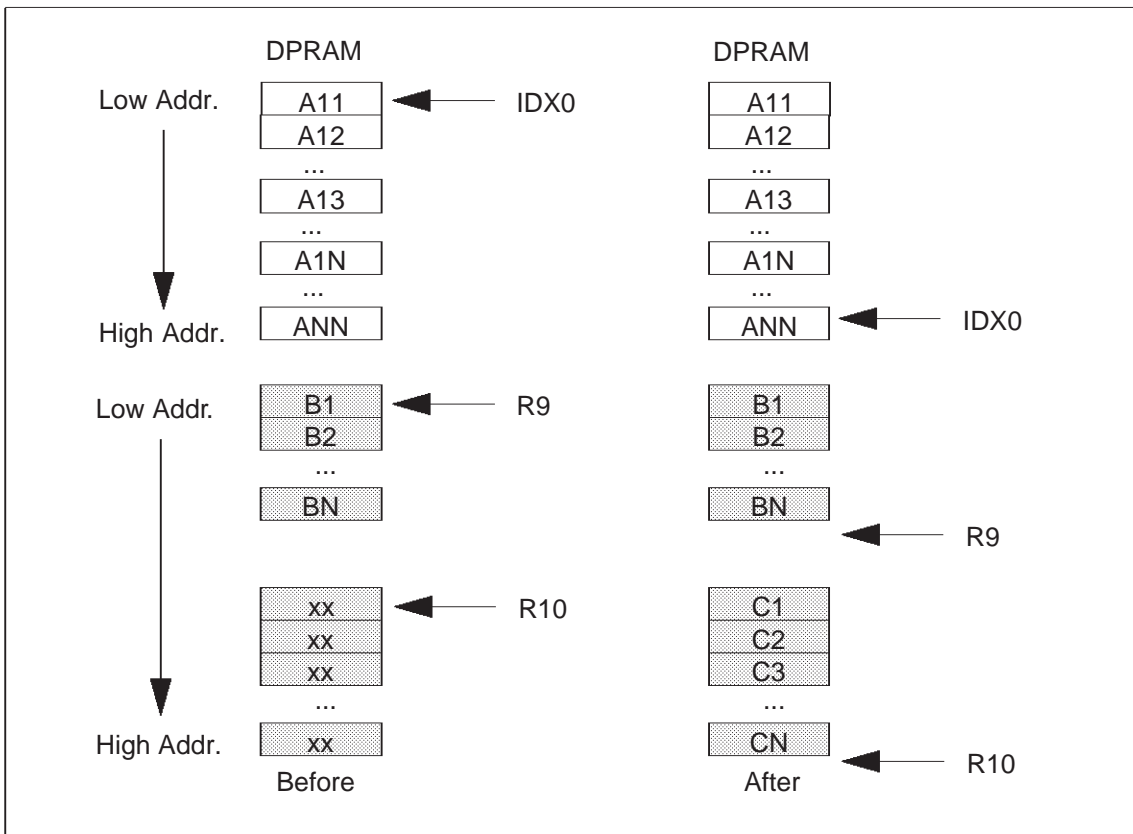 DPRAM DPRAM
Low Addr. A11 IDX0 A11
A12 A12
... ...
A13 A13
... ...
A1N A1N
... ...
High Addr. ANN ANN IDX0
Low Addr. B1 R9 B1
B2 B2
... ...
BN BN
R9
xx R10 C1
xx C2
xx C3
... ...
High Addr. xx CN
R10
Before After